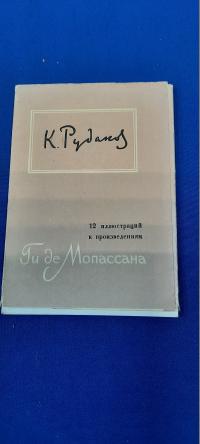 К. Рудаков
12 иллюстраций
к произведениям
Ги де Мопассана